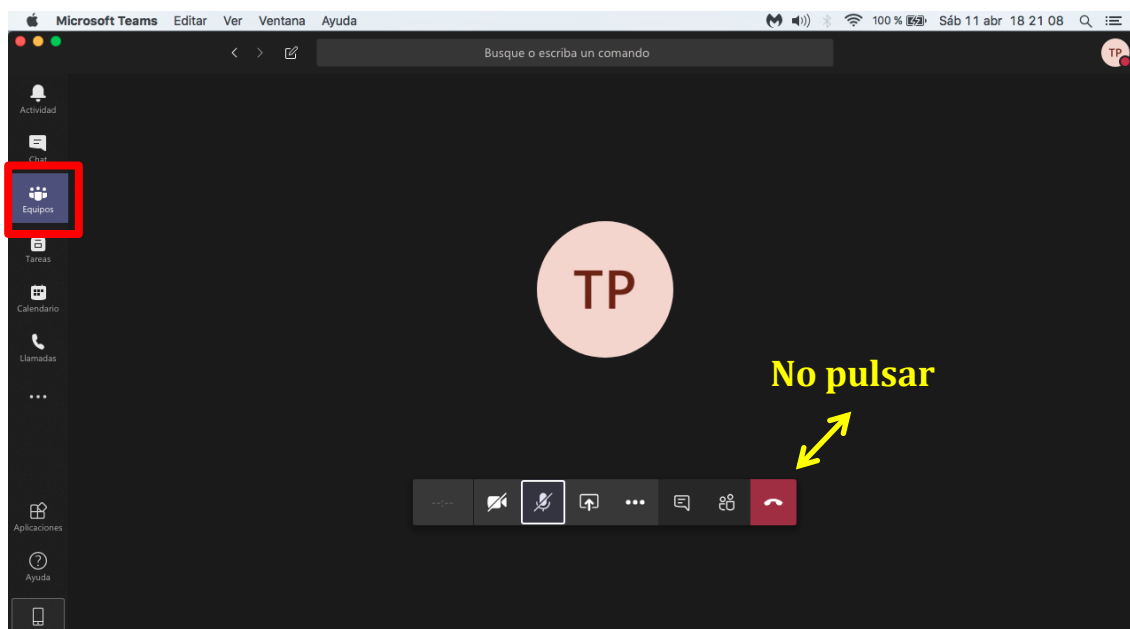 Microsoft Teams Editar Ver Ventana Ayuda 100 % Sáb 11 abr 18 21 08
Busque o escriba un comando
TP
Actividad
Chat
Equipos
Tareas
Calendario
Llamadas
TP
No pulsar
--:--
Aplicaciones
Ayuda